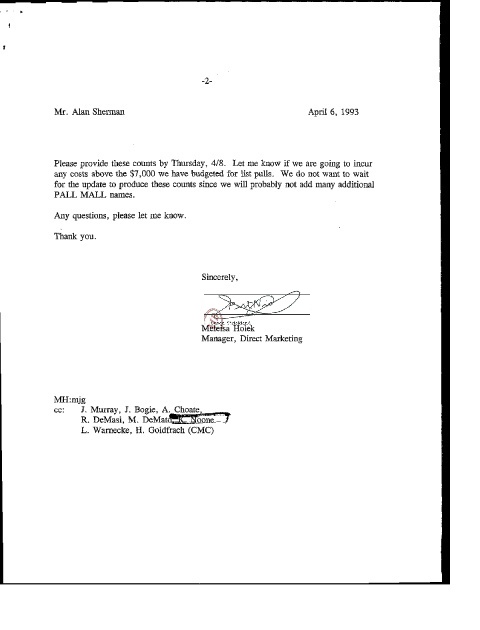 -2-
Mr. Alan Sherman April 6, 1993
Please provide these counts by Thursday, 4/8. Let me know if we are going to incur
any costs above the $7,000 we have budgeted for list pulls. We do not want to wait
for the update to produce these counts since we will probably not add many additional
PALL MALL names.
Any questions, please let me know.
Thank you.
Sincerely,
Manager, Direct Marketing
MH:mjg
cc: J. Murray, J. Bogie, A. Choate,
R. DeMasi, M. DeMato, K. Noone
L. Warnecke, H. Goldfrach (CMC)